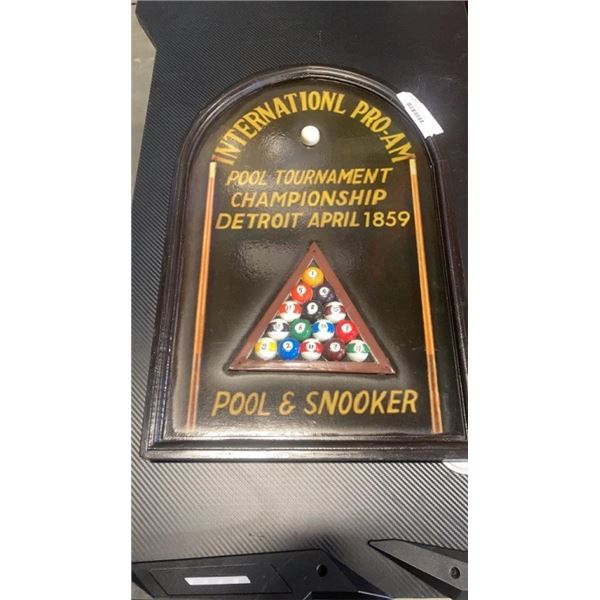 INTERNATIONL PRO-AM
POOL TOURNAMENT
CHAMPIONSHIP
DETROIT APRIL 1859
POOL & SNOOKER